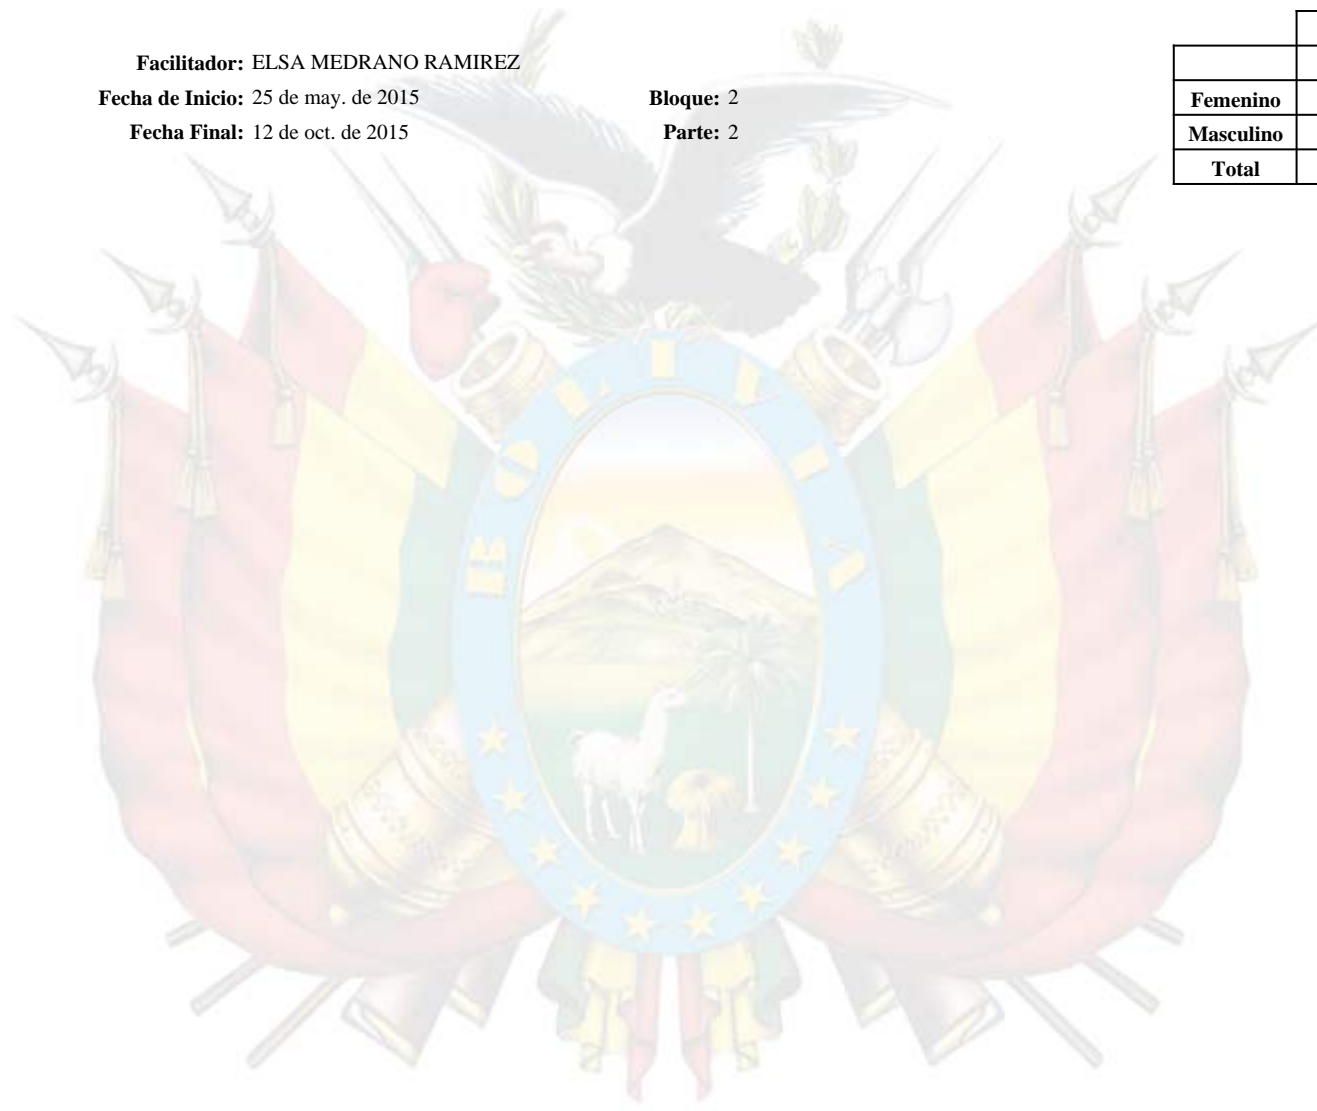 Facilitador: ELSA MEDRANO RAMIREZ
Fecha de Inicio: 25 de may. de 2015 Bloque: 2
Fecha Final: 12 de oct. de 2015 Parte: 2
Femenino
Masculino
Total
BOLIVIA